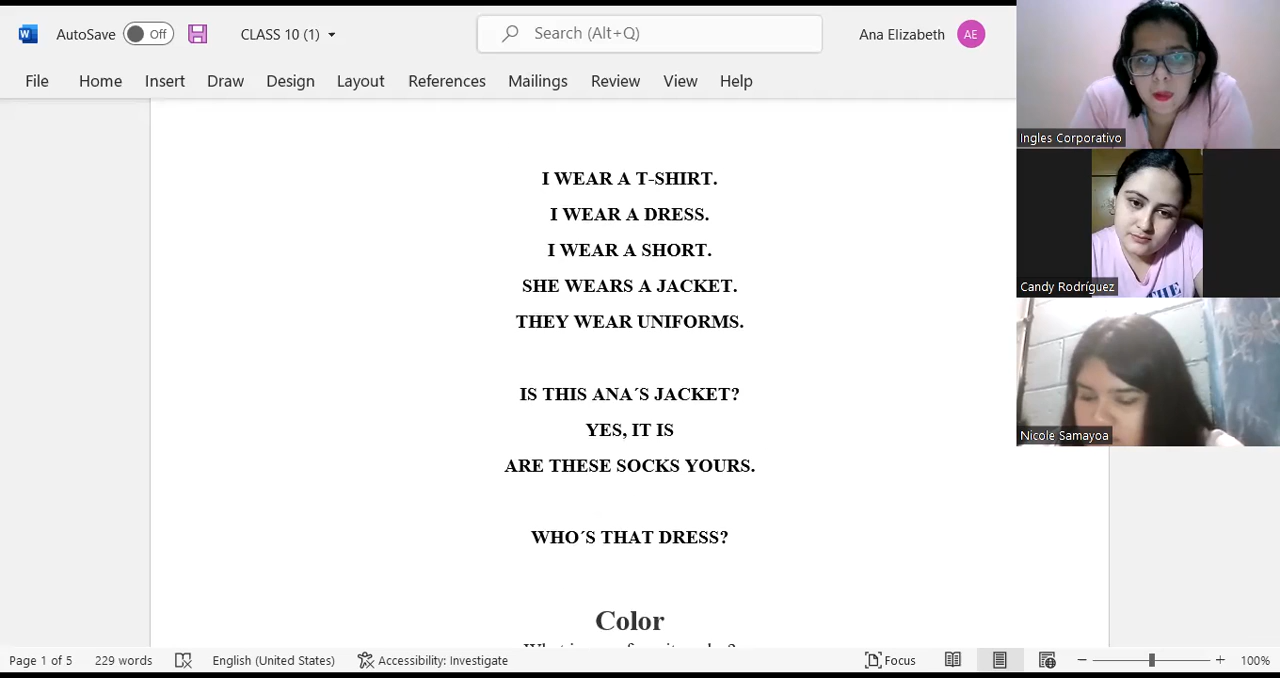 AutoSave Off CLASS 10 (1) Search (Alt+Q) Ana Elizabeth AE
File Home Insert Draw Design Layout References Mailings Review View Help
I WEAR A T-SHIRT.
I WEAR A DRESS.
I WEAR A SHORT.
SHE WEARS A JACKET.
THEY WEAR UNIFORMS.
IS THIS ANA´S JACKET?
YES, IT IS
ARE THESE SOCKS YOURS.
WHO´S THAT DRESS?
Color
Ingles Corporativo
Candy Rodríguez
THE
Nicole Samayoa
Page 1 of 5 229 words English (United States) Accessibility: Investigate Focus 100%